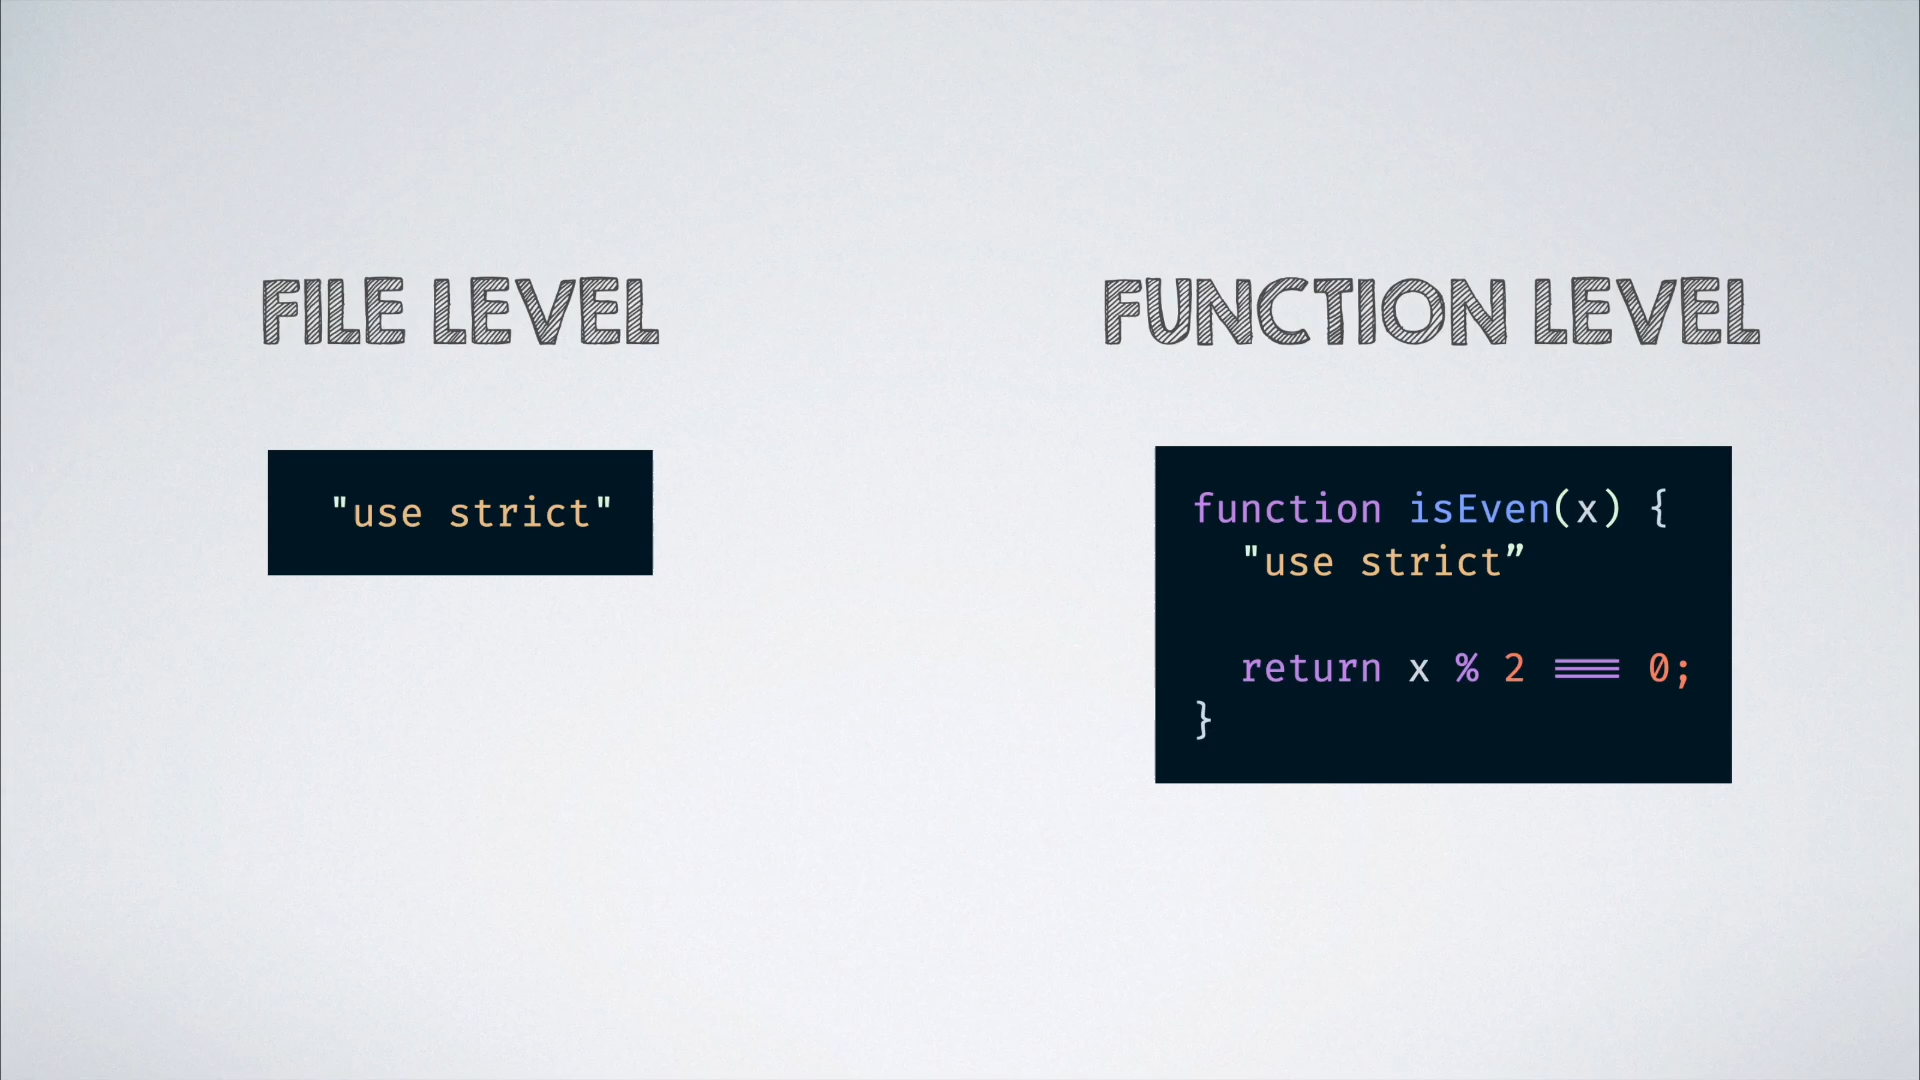 FILE LEVEL
"use strict"
FUNCTION LEVEL
function isEven(x) {
"use strict”
return x % 2 === 0;
}